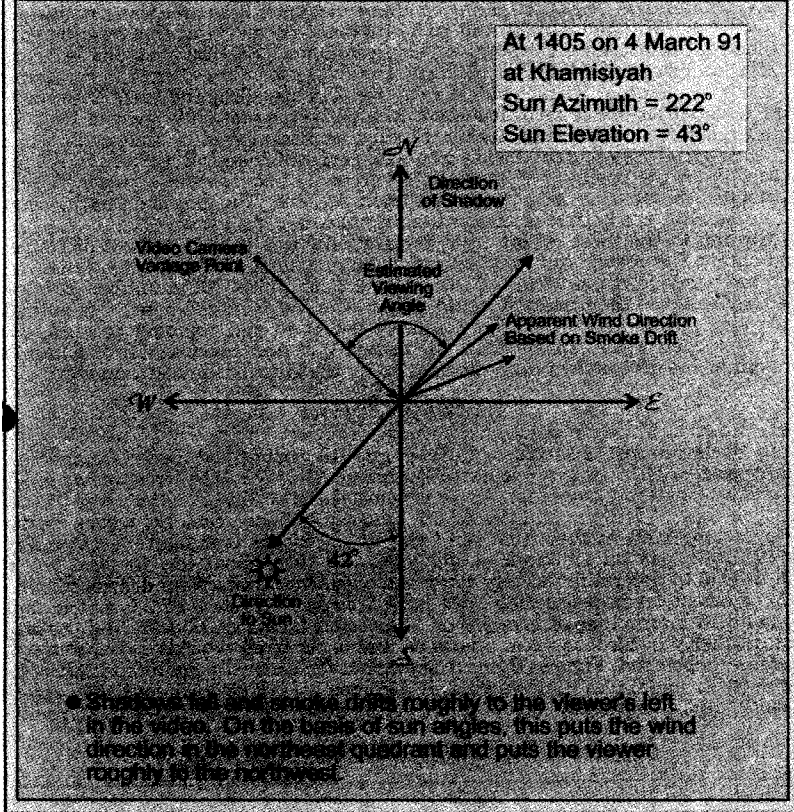 At 1405 on 4 March 91
at Khamisiyah
Sun Azimuth = 222°
Sun Elevation = 43°
N
Direction
of Shadow
Video Camera
Vantage Point
Estimated
Viewing
Angle
Apparent Wind Direction
Based on Smoke Drift
W
E
42°
Direction
to Sun
S
● Shadows fall and smoke drifts roughly to the viewer's left
in the video. On the basis of sun angles, this puts the wind
direction in the northeast quadrant and puts the viewer
roughly to the northwest.